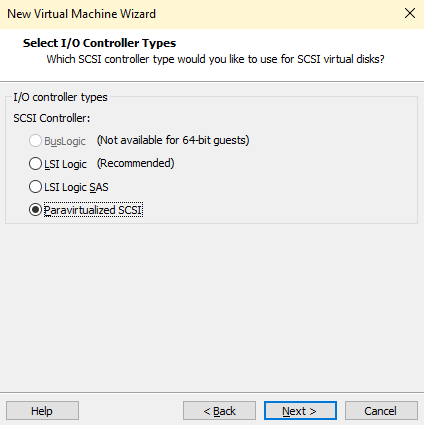 New Virtual Machine Wizard
Select I/O Controller Types
Which SCSI controller type would you like to use for SCSI virtual disks?
I/O controller types
SCSI Controller:
BusLogic (Not available for 64-bit guests)
LSI Logic (Recommended)
LSI Logic SAS
Paravirtualized SCSI
Help < Back Next > Cancel